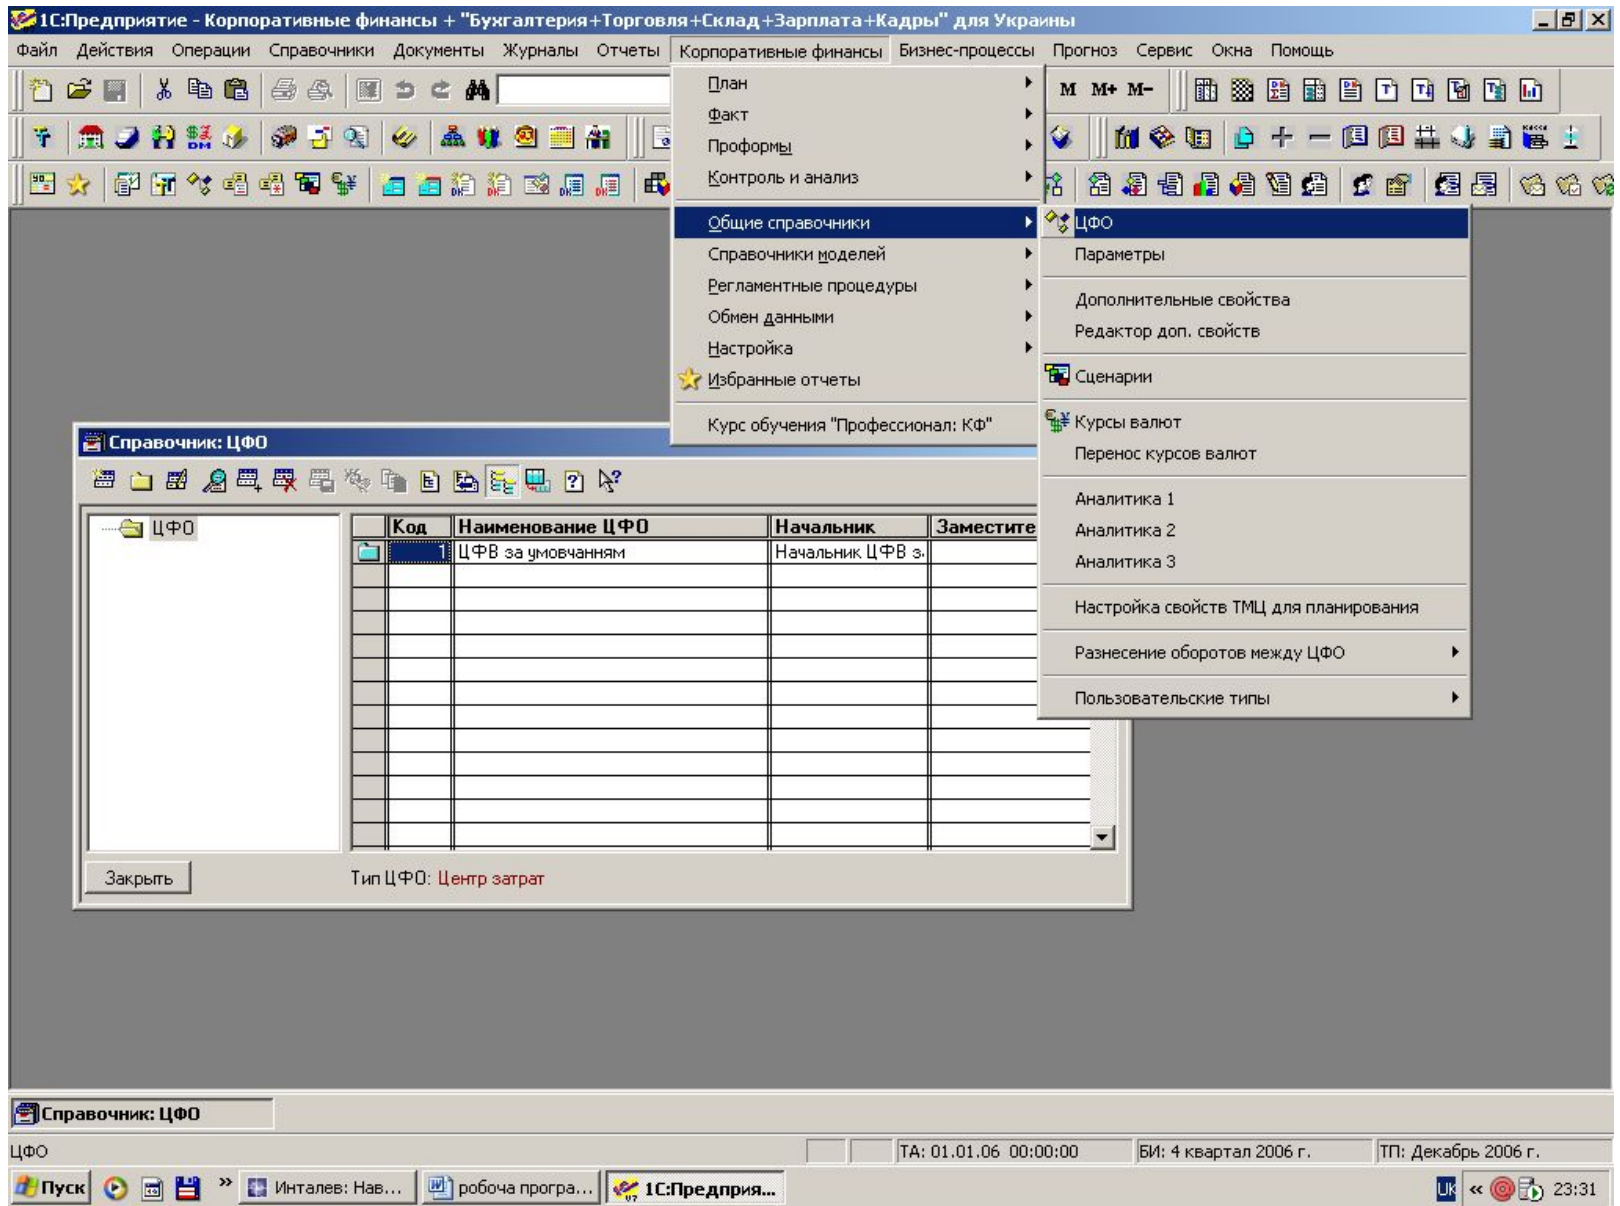 1С:Предприятие - Корпоративные финансы + "Бухгалтерия+Торговля+Склад+Зарплата+Кадры" для Украины
Файл Действия Операции Справочники Документы Журналы Отчеты Корпоративные финансы Бизнес-процессы Прогноз Сервис Окна Помощь
M M+ M-
План
Факт
Проформы
Контроль и анализ
Общие справочники
Справочники моделей
Регламентные процедуры
Обмен данными
Настройка
Избранные отчеты
Курс обучения "Профессионал: КФ"
ЦФО
Параметры
Дополнительные свойства
Редактор доп. свойств
Сценарии
Курсы валют
Перенос курсов валют
Аналитика 1
Аналитика 2
Аналитика 3
Настройка свойств ТМЦ для планирования
Разнесение оборотов между ЦФО
Пользовательские типы
Справочник: ЦФО
ЦФО
Код Наименование ЦФО Начальник Заместите
1 ЦФВ за умовчанням Начальник ЦФВ з
Закрыть Тип ЦФО: Центр затрат
Справочник: ЦФО
ЦФО ТА: 01.01.06 00:00:00 БИ: 4 квартал 2006 г. ТП: Декабрь 2006 г.
Пуск » Инталев: Нав... робоча програ... 1С:Предприя... UK « 23:31